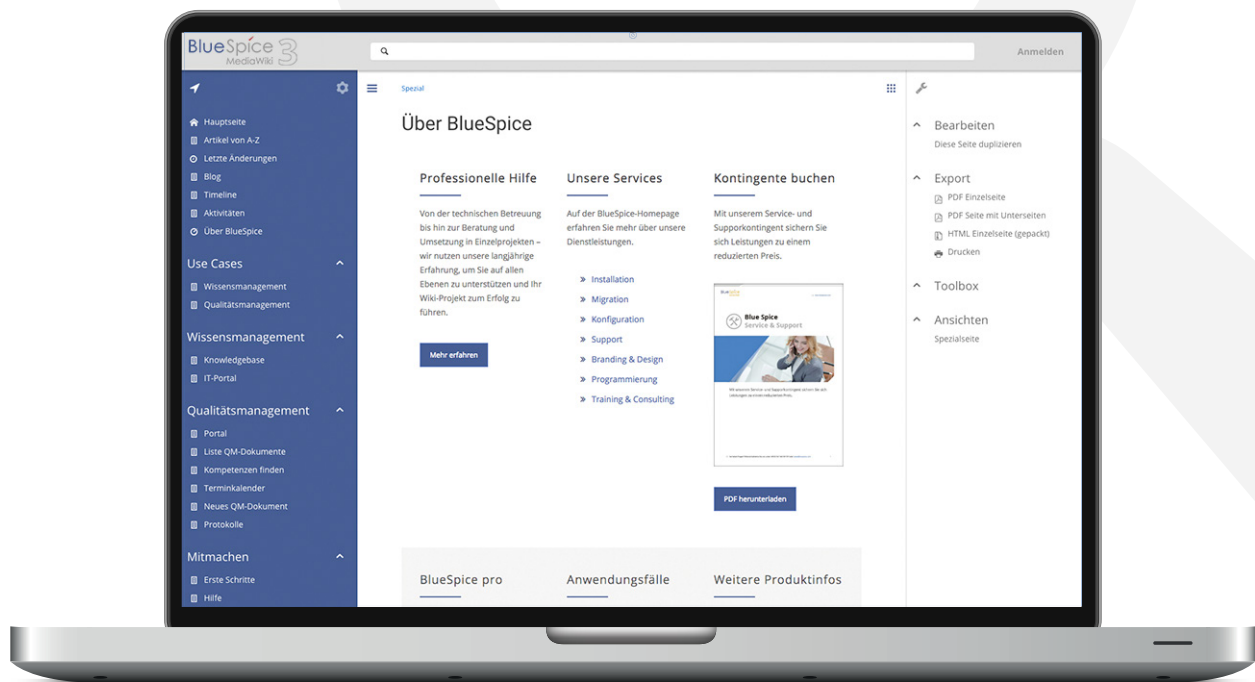 BlueSpice 3
MediaWiki
Anmelden
Hauptseite
Artikel von A-Z
Letzte Änderungen
Blog
Timeline
Aktivitäten
Über BlueSpice
Use Cases
Wissensmanagement
Qualitätsmanagement
Wissensmanagement
Knowledgebase
IT-Portal
Qualitätsmanagement
Portal
Liste QM-Dokumente
Kompetenzen finden
Terminkalender
Neues QM-Dokument
Protokolle
Mitmachen
Erste Schritte
Hilfe
Spezial
Über BlueSpice
Professionelle Hilfe
Von der technischen Betreuung
bis hin zur Beratung und
Umsetzung in Einzelprojekten –
wir nutzen unsere langjährige
Erfahrung, um Sie auf allen
Ebenen zu unterstützen und Ihr
Wiki-Projekt zum Erfolg zu
führen.
Mehr erfahren
Unsere Services
Auf der BlueSpice-Homepage
erfahren Sie mehr über unsere
Dienstleistungen.
» Installation
» Migration
» Konfiguration
» Support
» Branding & Design
» Programmierung
» Training & Consulting
Kontingente buchen
Mit unserem Service- und
Supportkontingent sichern Sie
sich Leistungen zu einem
reduzierten Preis.
Blue Spice
Service & Support
PDF herunterladen
BlueSpice pro
Anwendungsfälle
Weitere Produktinfos
Bearbeiten
Diese Seite duplizieren
Export
PDF Einzelseite
PDF Seite mit Unterseiten
HTML Einzelseite (gepackt)
Drucken
Toolbox
Ansichten
Spezialseite